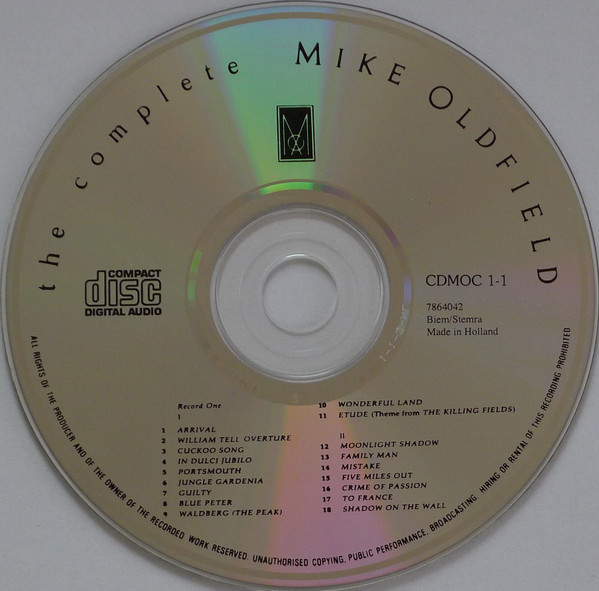 the complete MIKE OLDFIELD
COMPACT
disc
DIGITAL AUDIO
CDMOC 1-1
7864042
Biem/Stemra
Made in Holland
Record One
I
1 ARRIVAL
2 WILLIAM TELL OVERTURE
3 CUCKOO SONG
4 IN DULCI JUBILO
5 PORTSMOUTH
6 JUNGLE GARDENIA
7 GUILTY
8 BLUE PETER
9 WALDBERG (THE PEAK)
10 WONDERFUL LAND
11 ETUDE (Theme from THE KILLING FIELDS)
II
12 MOONLIGHT SHADOW
13 FAMILY MAN
14 MISTAKE
15 FIVE MILES OUT
16 CRIME OF PASSION
17 TO FRANCE
18 SHADOW ON THE WALL
ALL RIGHTS OF THE PRODUCER AND OF THE OWNER OF THE RECORDED WORK RESERVED. UNAUTHORISED COPYING, PUBLIC PERFORMANCE, BROADCASTING, HIRING OR RENTAL OF THIS RECORDING PROHIBITED